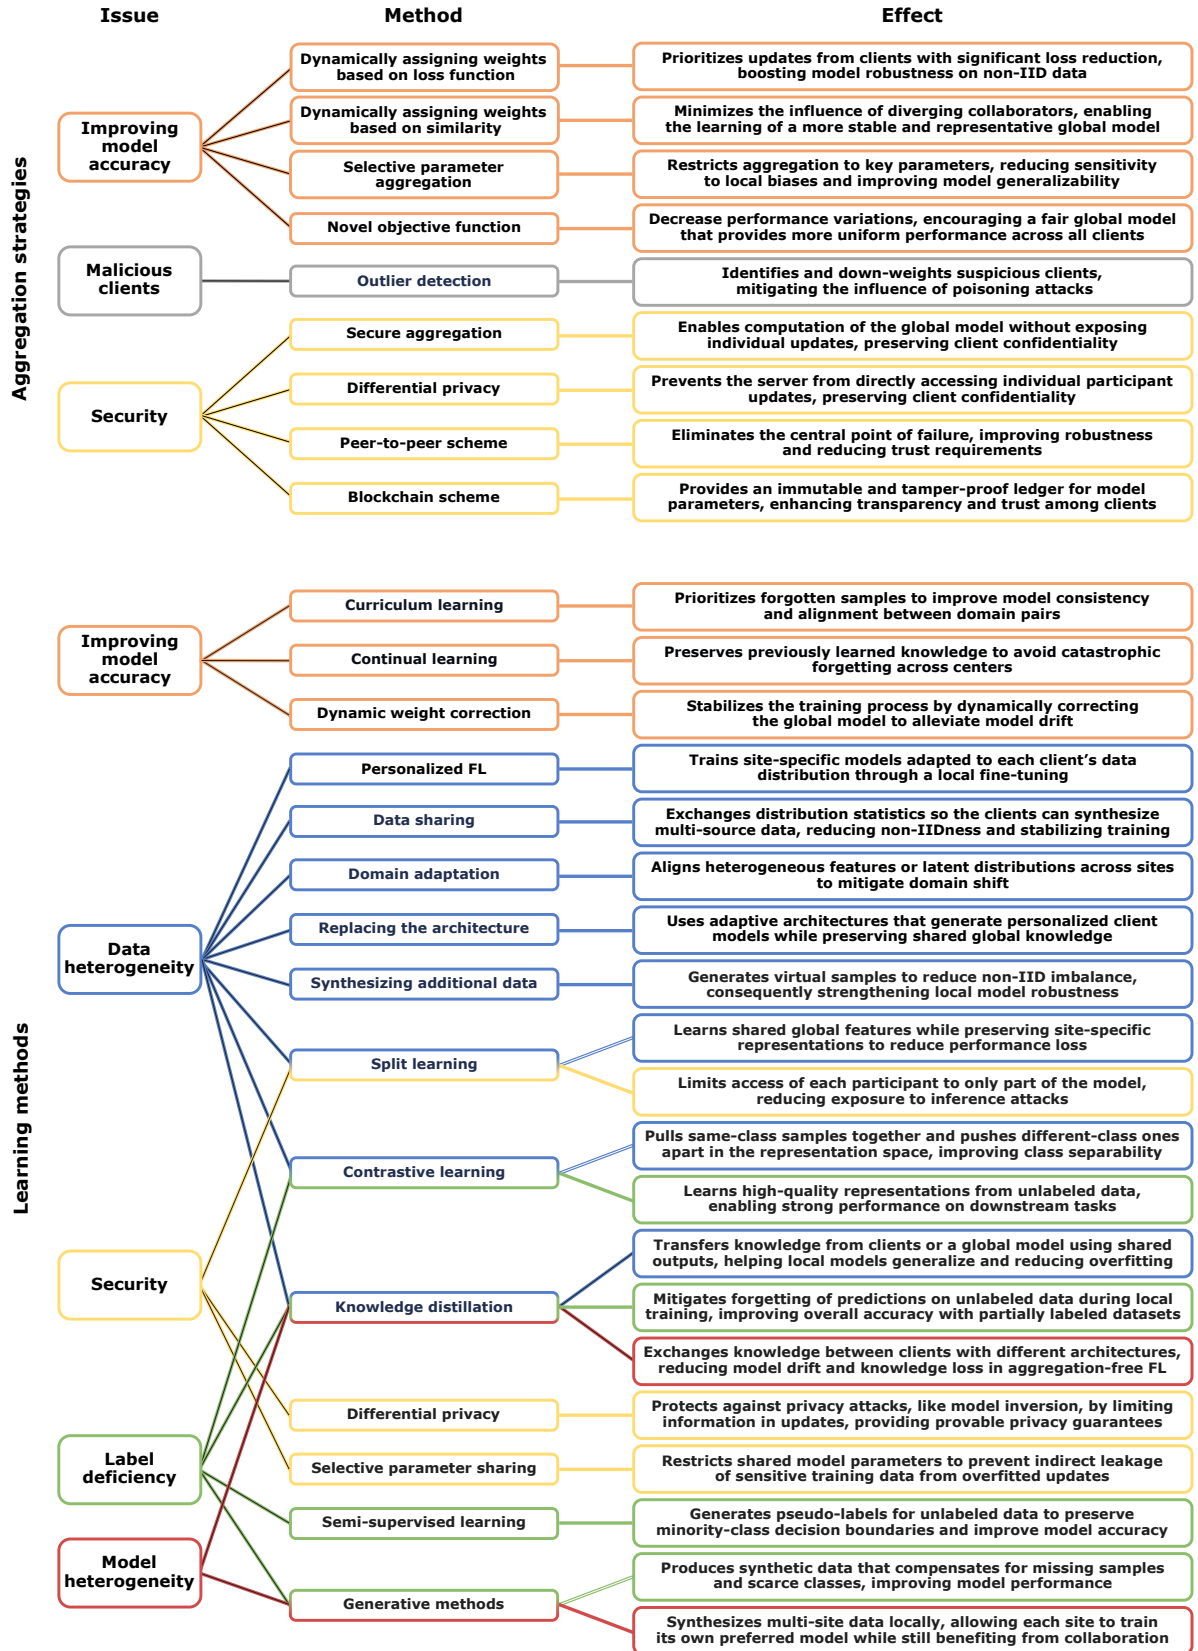 Issue
Method
Effect
Aggregation strategies
Improving
model
accuracy
Dynamically assigning weights
based on loss function
Prioritizes updates from clients with significant loss reduction,
boosting model robustness on non-IID data
Dynamically assigning weights
based on similarity
Minimizes the influence of diverging collaborators, enabling
the learning of a more stable and representative global model
Selective parameter
aggregation
Restricts aggregation to key parameters, reducing sensitivity
to local biases and improving model generalizability
Novel objective function
Decrease performance variations, encouraging a fair global model
that provides more uniform performance across all clients
Malicious
clients
Outlier detection
Identifies and down-weights suspicious clients,
mitigating the influence of poisoning attacks
Security
Secure aggregation
Enables computation of the global model without exposing
individual updates, preserving client confidentiality
Differential privacy
Prevents the server from directly accessing individual participant
updates, preserving client confidentiality
Peer-to-peer scheme
Eliminates the central point of failure, improving robustness
and reducing trust requirements
Blockchain scheme
Provides an immutable and tamper-proof ledger for model
parameters, enhancing transparency and trust among clients
Learning methods
Improving
model
accuracy
Curriculum learning
Prioritizes forgotten samples to improve model consistency
and alignment between domain pairs
Continual learning
Preserves previously learned knowledge to avoid catastrophic
forgetting across centers
Dynamic weight correction
Stabilizes the training process by dynamically correcting
the global model to alleviate model drift
Data
heterogeneity
Personalized FL
Trains site-specific models adapted to each client's data
distribution through a local fine-tuning
Data sharing
Exchanges distribution statistics so the clients can synthesize
multi-source data, reducing non-IIDness and stabilizing training
Domain adaptation
Aligns heterogeneous features or latent distributions across sites
to mitigate domain shift
Replacing the architecture
Uses adaptive architectures that generate personalized client
models while preserving shared global knowledge
Synthesizing additional data
Generates virtual samples to reduce non-IID imbalance,
consequently strengthening local model robustness
Split learning
Learns shared global features while preserving site-specific
representations to reduce performance loss
Limits access of each participant to only part of the model,
reducing exposure to inference attacks
Contrastive learning
Pulls same-class samples together and pushes different-class ones
apart in the representation space, improving class separability
Learns high-quality representations from unlabeled data,
enabling strong performance on downstream tasks
Security
Knowledge distillation
Transfers knowledge from clients or a global model using shared
outputs, helping local models generalize and reducing overfitting
Mitigates forgetting of predictions on unlabeled data during local
training, improving overall accuracy with partially labeled datasets
Exchanges knowledge between clients with different architectures,
reducing model drift and knowledge loss in aggregation-free FL
Differential privacy
Protects against privacy attacks, like model inversion, by limiting
information in updates, providing provable privacy guarantees
Label
deficiency
Selective parameter sharing
Restricts shared model parameters to prevent indirect leakage
of sensitive training data from overfitted updates
Semi-supervised learning
Generates pseudo-labels for unlabeled data to preserve
minority-class decision boundaries and improve model accuracy
Model
heterogeneity
Generative methods
Produces synthetic data that compensates for missing samples
and scarce classes, improving model performance
Synthesizes multi-site data locally, allowing each site to train
its own preferred model while still benefiting from collaboration